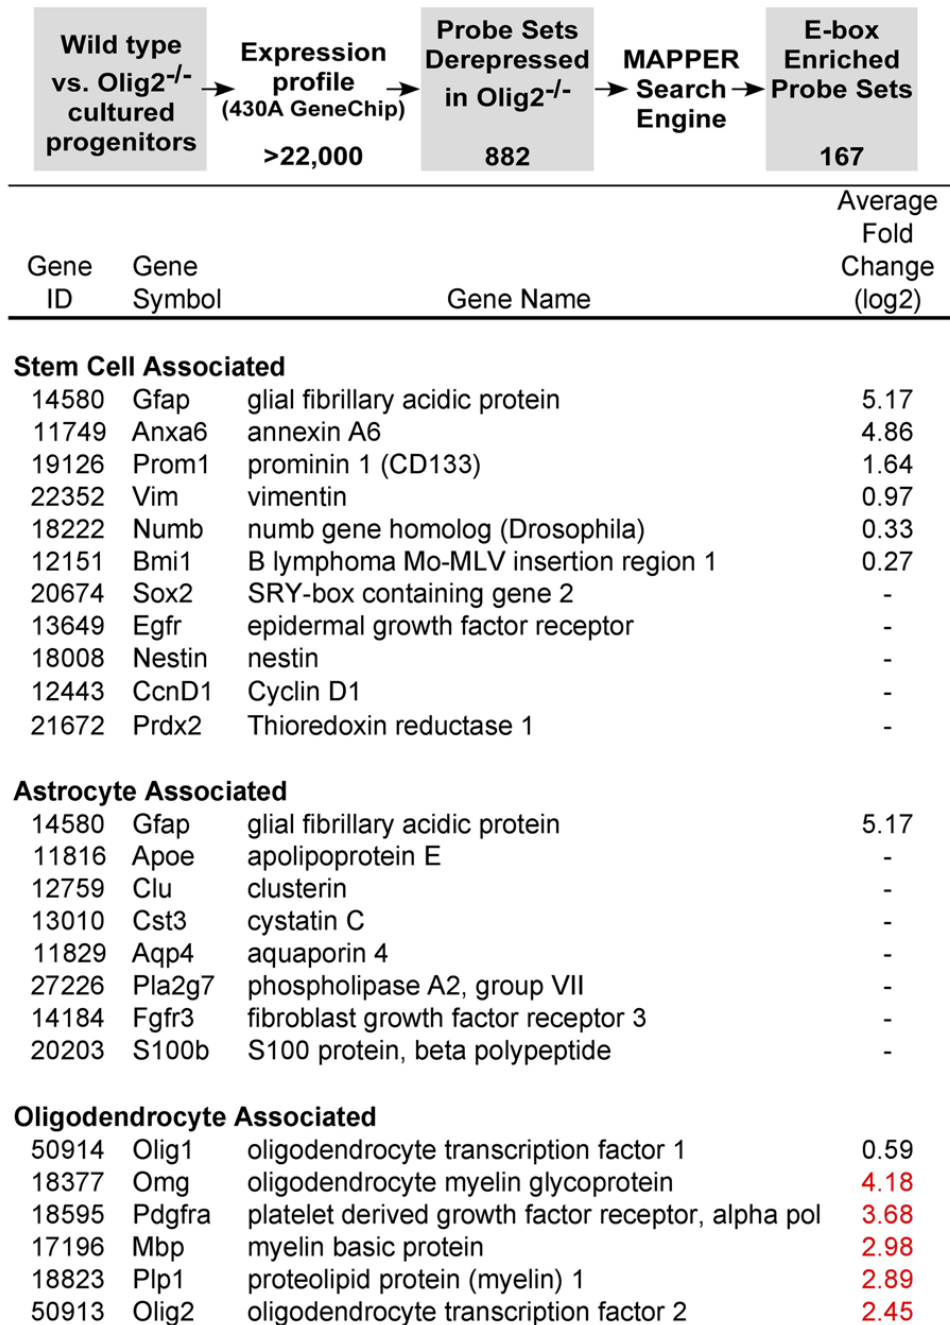 Wild type
vs. Olig2-/-
cultured
progenitors
Expression
profile
(430A GeneChip)
>22,000
Probe Sets
Derepressed
in Olig2-/-
882
MAPPER
Search
Engine
E-box
Enriched
Probe Sets
167
Gene ID Gene Symbol Gene Name Average Fold Change (log2)
Stem Cell Associated
14580 Gfap glial fibrillary acidic protein 5.17
11749 Anxa6 annexin A6 4.86
19126 Prom1 prominin 1 (CD133) 1.64
22352 Vim vimentin 0.97
18222 Numb numb gene homolog (Drosophila) 0.33
12151 Bmi1 B lymphoma Mo-MLV insertion region 1 0.27
20674 Sox2 SRY-box containing gene 2 -
13649 Egfr epidermal growth factor receptor -
18008 Nestin nestin -
12443 CcnD1 Cyclin D1 -
21672 Prdx2 Thioredoxin reductase 1 -
Astrocyte Associated
14580 Gfap glial fibrillary acidic protein 5.17
11816 Apoe apolipoprotein E -
12759 Clu clusterin -
13010 Cst3 cystatin C -
11829 Aqp4 aquaporin 4 -
27226 Pla2g7 phospholipase A2, group VII -
14184 Fgfr3 fibroblast growth factor receptor 3 -
20203 S100b S100 protein, beta polypeptide -
Oligodendrocyte Associated
50914 Olig1 oligodendrocyte transcription factor 1 0.59
18377 Omg oligodendrocyte myelin glycoprotein 4.18
18595 Pdgfra platelet derived growth factor receptor, alpha pol 3.68
17196 Mbp myelin basic protein 2.98
18823 Plp1 proteolipid protein (myelin) 1 2.89
50913 Olig2 oligodendrocyte transcription factor 2 2.45